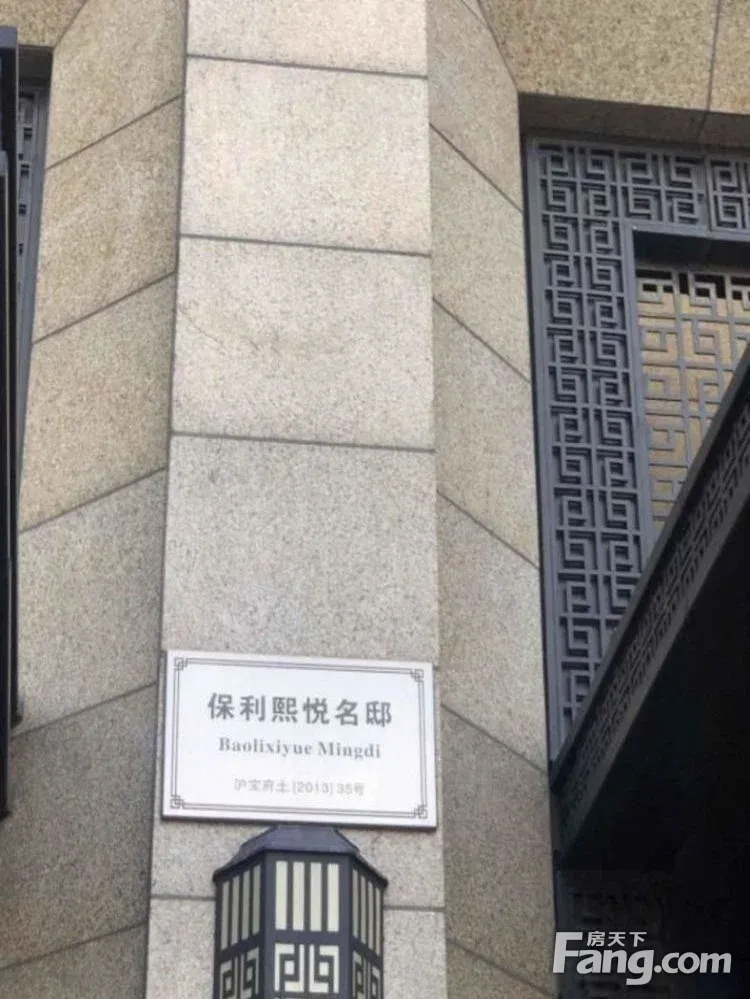 保利熙悦名邸
Baolixiyue Mingdi
沪宝府土[2013]35号
房天下
Fang.com